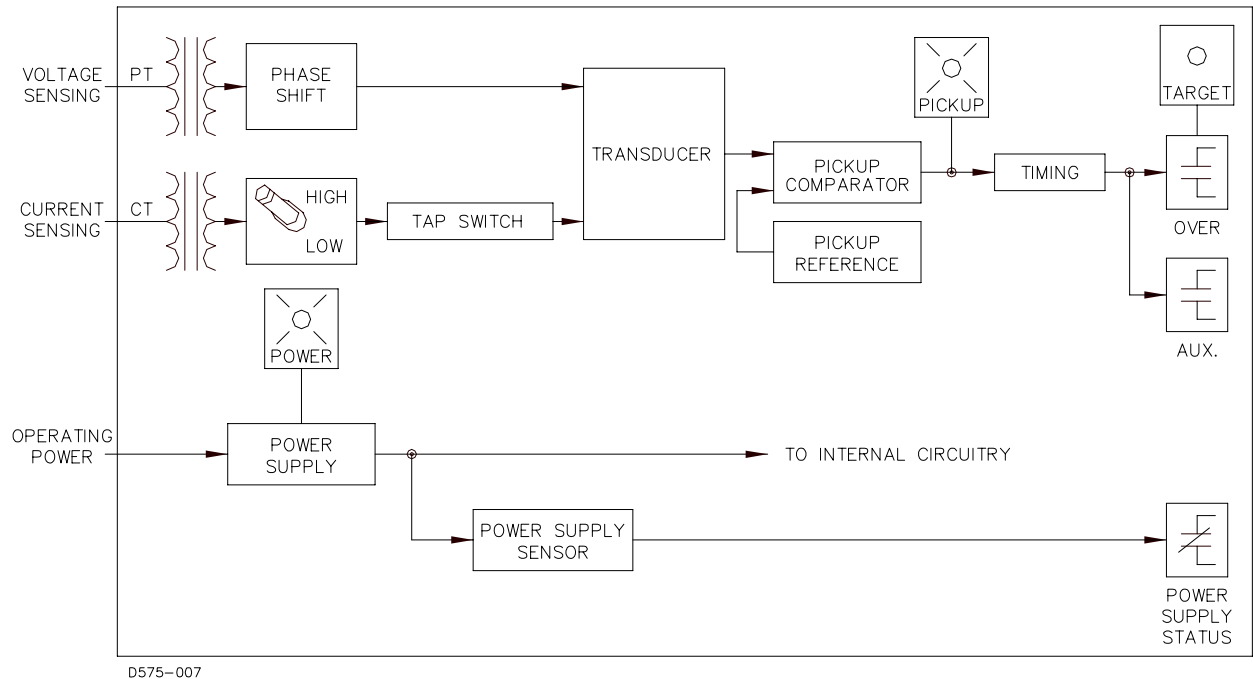 VOLTAGE
SENSING
PT
PHASE
SHIFT
TRANSDUCER
PICKUP
TARGET
CURRENT
SENSING
CT
HIGH
LOW
TAP SWITCH
PICKUP
COMPARATOR
TIMING
OVER
PICKUP
REFERENCE
AUX.
POWER
OPERATING
POWER
POWER
SUPPLY
TO INTERNAL CIRCUITRY
POWER SUPPLY
SENSOR
POWER
SUPPLY
STATUS
D575-007